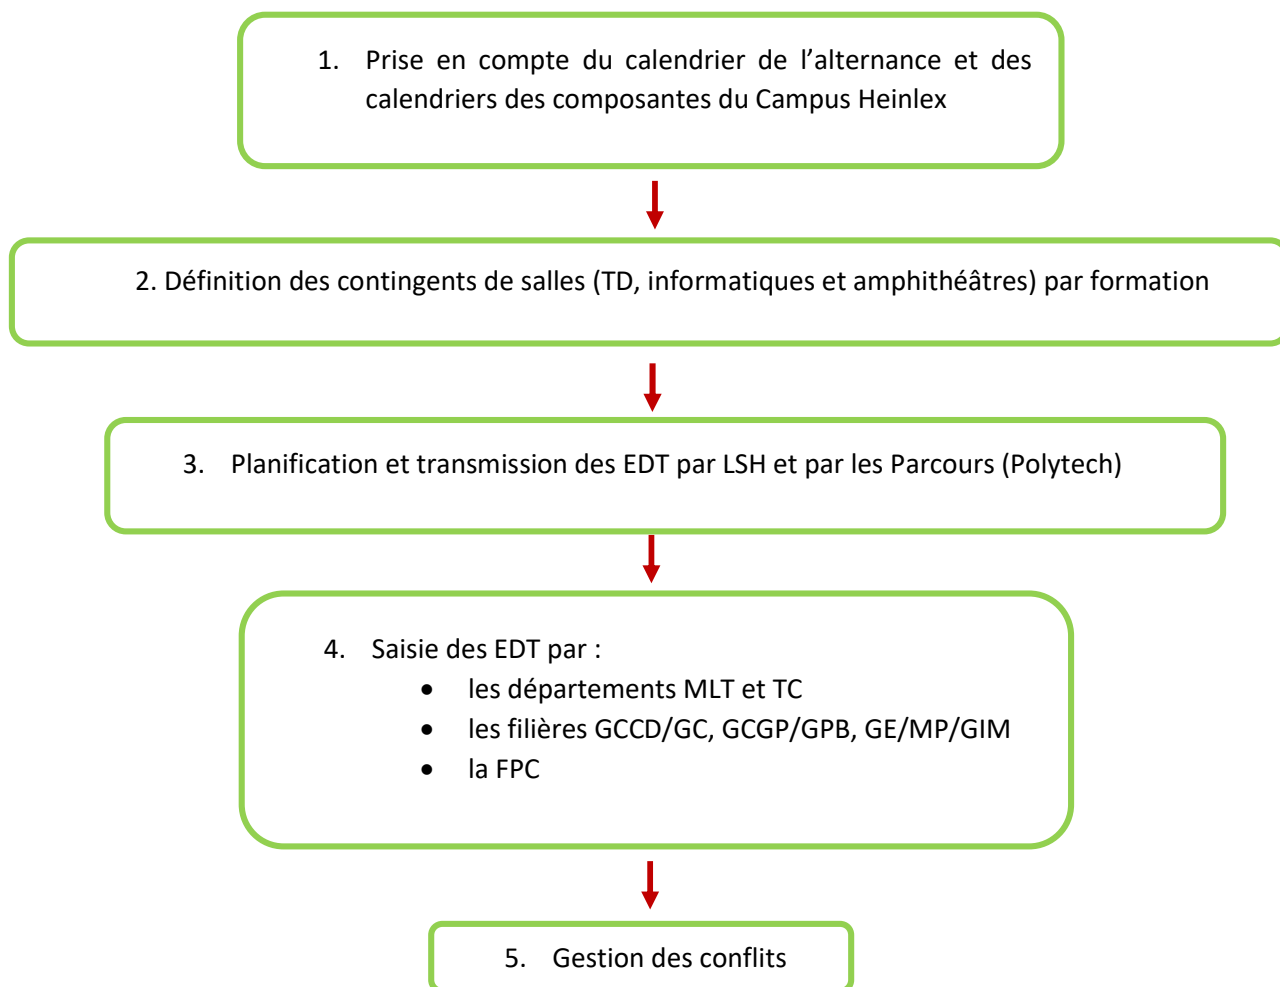 1. Prise en compte du calendrier de l’alternance et des
calendriers des composantes du Campus Heinlex
2. Définition des contingents de salles (TD, informatiques et amphithéâtres) par formation
3. Planification et transmission des EDT par LSH et par les Parcours (Polytech)
4. Saisie des EDT par :
• les départements MLT et TC
• les filières GCCD/GC, GCGP/GPB, GE/MP/GIM
• la FPC
5. Gestion des conflits